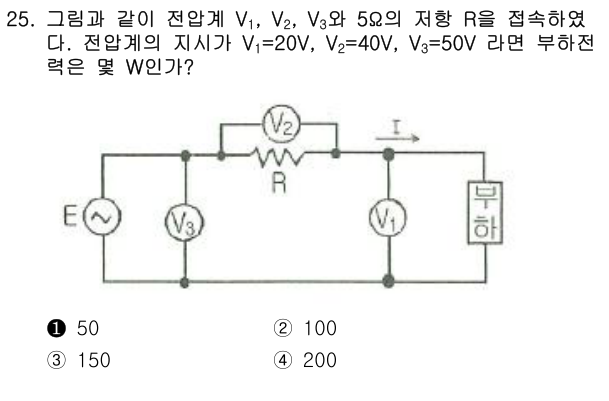 25. 그림과 같이 전압계 V₁, V₂, V₃와 5Ω의 저항 R을 접속하였
다. 전압계의 지시가 V₁=20V, V₂=40V, V₃=50V 라면 부하전
력은 몇 W인가?
V₂
I
R
E
V₃
V₁
부
하
❶ 50
② 100
③ 150
④ 200